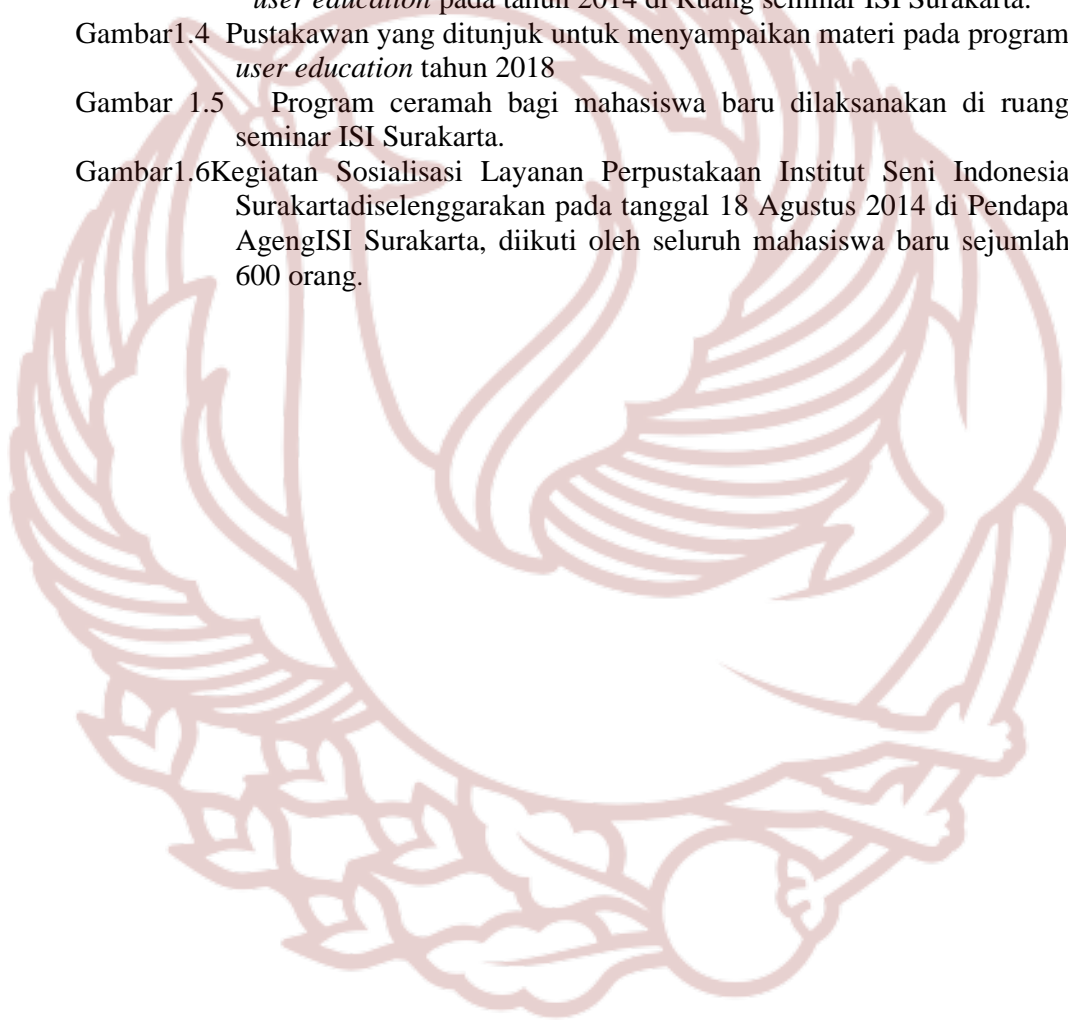 user education pada tahun 2014 di Ruang seminar ISI Surakarta.
Gambar1.4 Pustakawan yang ditunjuk untuk menyampaikan materi pada program
user education tahun 2018
Gambar 1.5 Program ceramah bagi mahasiswa baru dilaksanakan di ruang
seminar ISI Surakarta.
Gambar1.6Kegiatan Sosialisasi Layanan Perpustakaan Institut Seni Indonesia
Surakartadiselenggarakan pada tanggal 18 Agustus 2014 di Pendapa
AgengISI Surakarta, diikuti oleh seluruh mahasiswa baru sejumlah
600 orang.